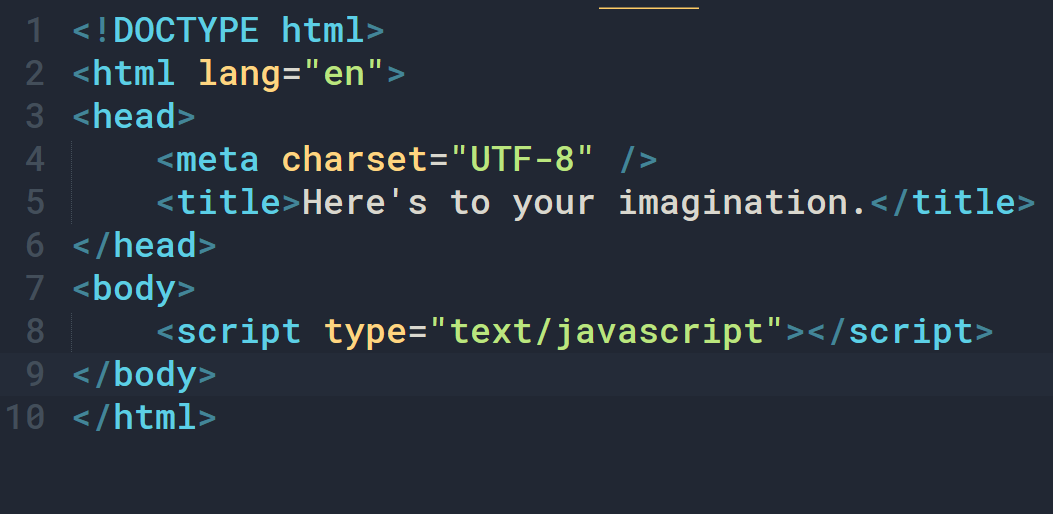 1 <!DOCTYPE html>
2 <html lang="en">
3 <head>
4     <meta charset="UTF-8" />
5     <title>Here's to your imagination.</title>
6 </head>
7 <body>
8     <script type="text/javascript"></script>
9 </body>
10 </html>